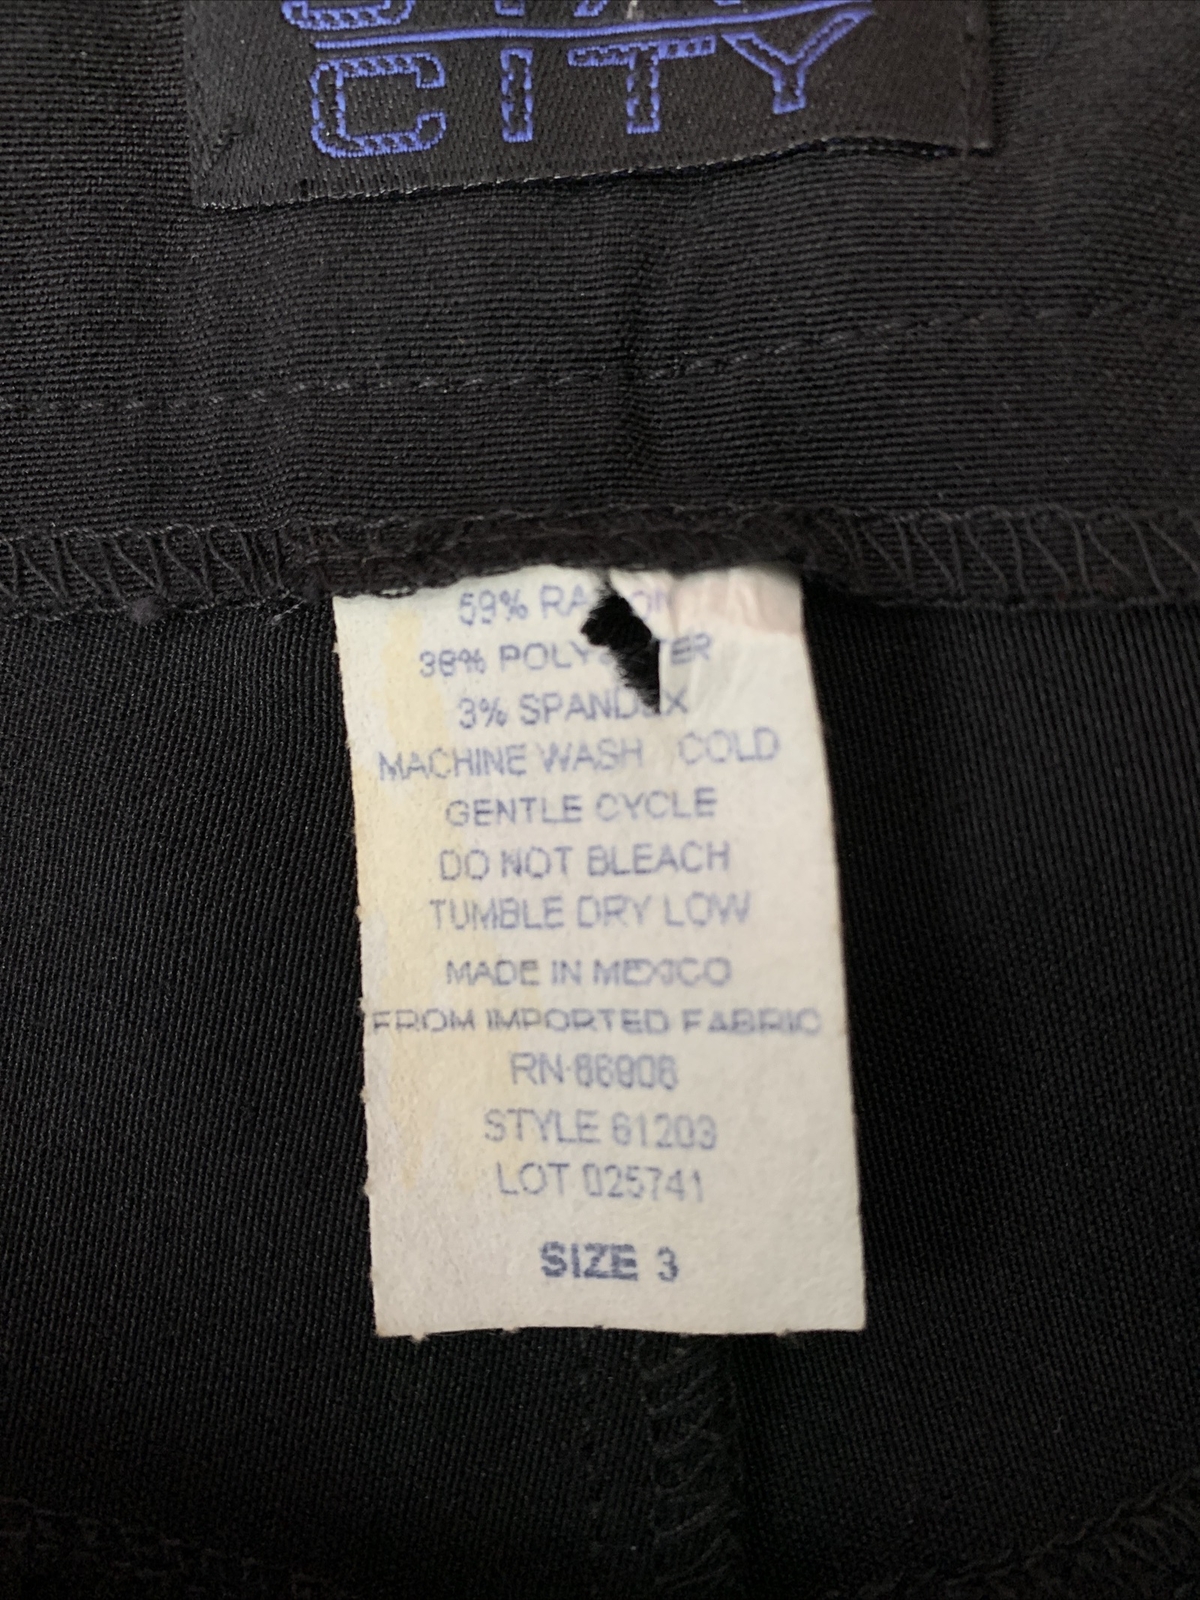 CITY
59% RAYON
38% POLYESTER
3% SPANDEX
MACHINE WASH COLD
GENTLE CYCLE
DO NOT BLEACH
TUMBLE DRY LOW
MADE IN MEXICO
FROM IMPORTED FABRIC
RN 86908
STYLE 61203
LOT 025741
SIZE 3